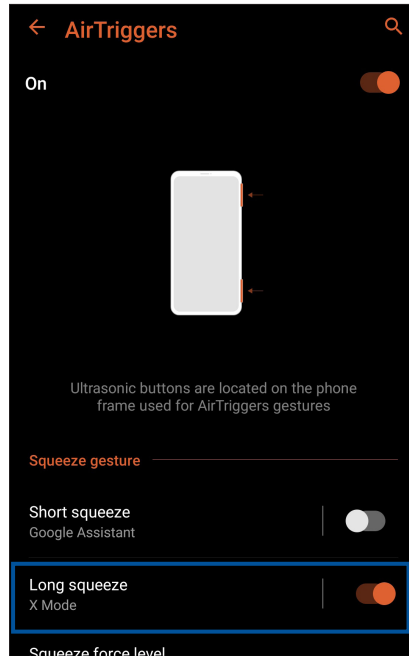 AirTriggers
On
Ultrasonic buttons are located on the phone
frame used for AirTriggers gestures
Squeeze gesture
Short squeeze
Google Assistant
Long squeeze
X Mode
Squeeze force level